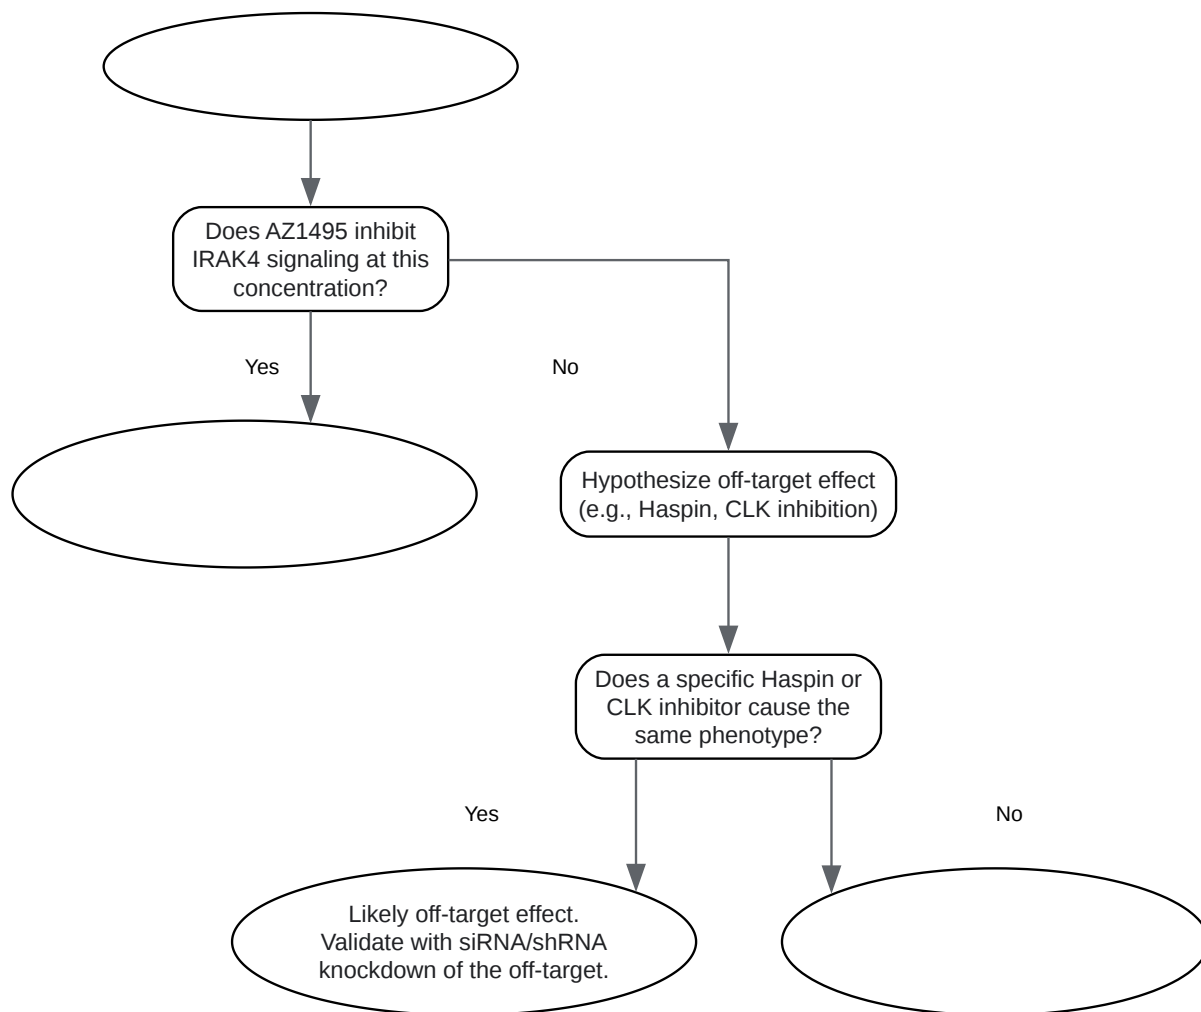 Does AZ1495 inhibit
IRAK4 signaling at this
concentration?
Yes
No
Hypothesize off-target effect
(e.g., Haspin, CLK inhibition)
Does a specific Haspin or
CLK inhibitor cause the
same phenotype?
Yes
No
Likely off-target effect.
Validate with siRNA/shRNA
knockdown of the off-target.